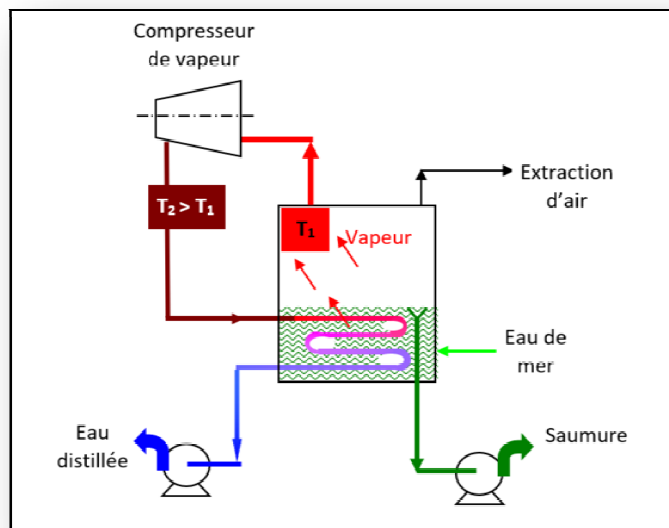 Compresseur
de vapeur
Extraction
d’air
T₂ > T₁
T₁
Vapeur
Eau de
mer
Eau
distillée
Saumure